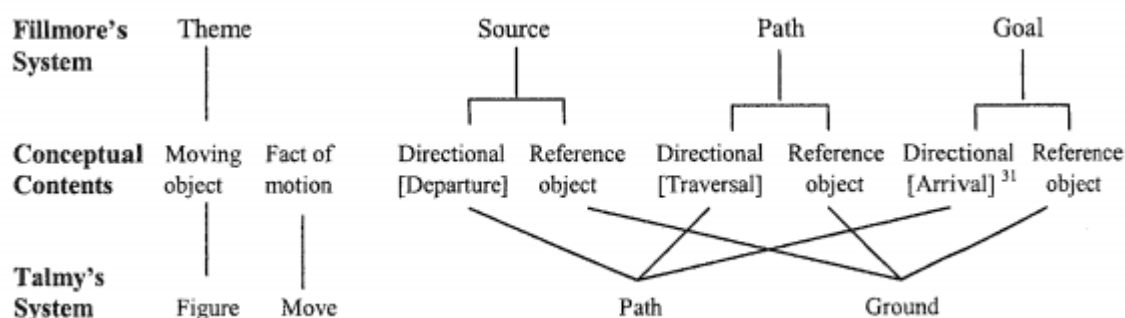 Fillmore's Theme Source Path Goal
System
Conceptual Moving Fact of Directional Reference Directional Reference Directional Reference
Contents object motion [Departure] object [Traversal] object [Arrival] 31 object
Talmy's
System Figure Move Path Ground